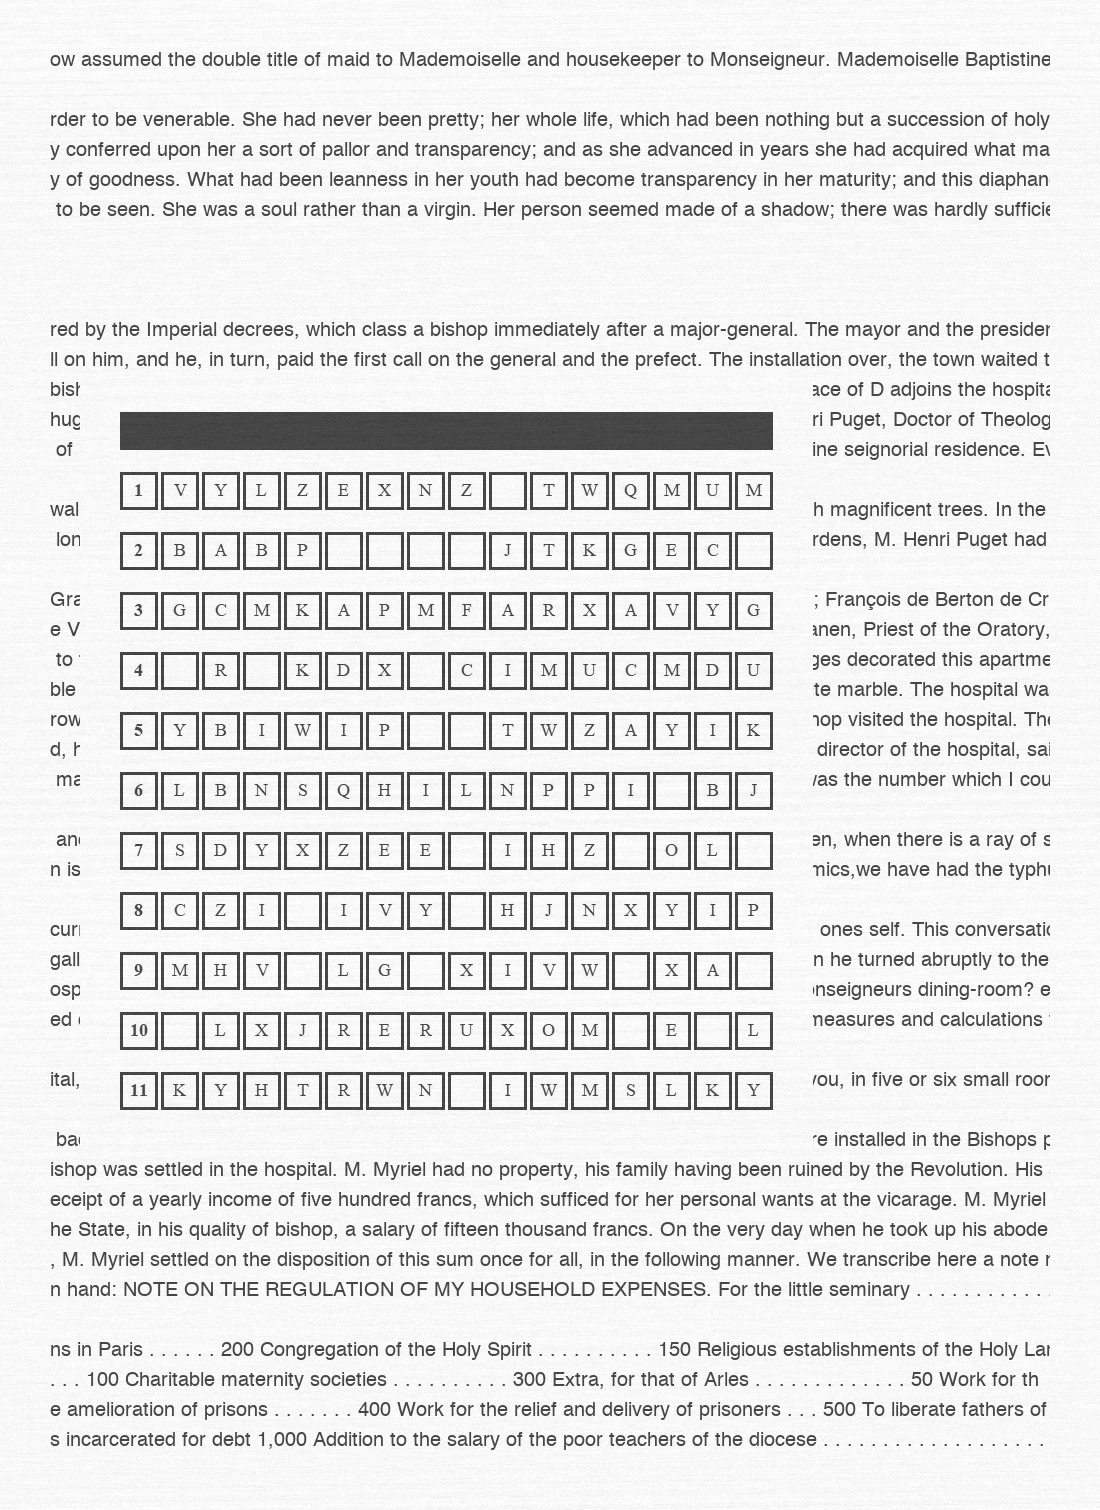 ow assumed the double title of maid to Mademoiselle and housekeeper to Monseigneur. Mademoiselle Baptistine
rder to be venerable. She had never been pretty; her whole life, which had been nothing but a succession of holy
y conferred upon her a sort of pallor and transparency; and as she advanced in years she had acquired what ma
y of goodness. What had been leanness in her youth had become transparency in her maturity; and this diaphan
to be seen. She was a soul rather than a virgin. Her person seemed made of a shadow; there was hardly sufficie
red by the Imperial decrees, which class a bishop immediately after a major-general. The mayor and the presiden
ll on him, and he, in turn, paid the first call on the general and the prefect. The installation over, the town waited t
bish ace of D adjoins the hospita
hug ri Puget, Doctor of Theolog
of ine seignorial residence. Ev
1 V Y L Z E X N Z T W Q M U M
wal h magnificent trees. In the
lon rdens, M. Henri Puget had
2 B A B P J T K G E C
Gra ; François de Berton de Cr
3 G C M K A P M F A R X A V Y G
e V anen, Priest of the Oratory,
to ges decorated this apartme
4 R K D X C I M U C M D U
ble te marble. The hospital wa
row hop visited the hospital. The
5 Y B I W I P T W Z A Y I K
d, h director of the hospital, sai
ma was the number which I cou
6 L B N S Q H I L N P P I B J
and en, when there is a ray of s
7 S D Y X Z E E I H Z O L
n is mics,we have had the typhu
8 C Z I I V Y H J N X Y I P
curr ones self. This conversatio
gall n he turned abruptly to the
9 M H V L G X I V W X A
osp onseigneurs dining-room? e
ed measures and calculations
10 L X J R E R U X O M E L
ital, you, in five or six small roor
11 K Y H T R W N I W M S L K Y
bac re installed in the Bishops p
ishop was settled in the hospital. M. Myriel had no property, his family having been ruined by the Revolution. His
eceipt of a yearly income of five hundred francs, which sufficed for her personal wants at the vicarage. M. Myriel
he State, in his quality of bishop, a salary of fifteen thousand francs. On the very day when he took up his abode
, M. Myriel settled on the disposition of this sum once for all, in the following manner. We transcribe here a note r
n hand: NOTE ON THE REGULATION OF MY HOUSEHOLD EXPENSES. For the little seminary . . . . . . . . . . . .
ns in Paris . . . . . . 200 Congregation of the Holy Spirit . . . . . . . . . . 150 Religious establishments of the Holy Lan
. . . 100 Charitable maternity societies . . . . . . . . . . 300 Extra, for that of Arles . . . . . . . . . . . . . 50 Work for th
e amelioration of prisons . . . . . . . 400 Work for the relief and delivery of prisoners . . . 500 To liberate fathers of
s incarcerated for debt 1,000 Addition to the salary of the poor teachers of the diocese . . . . . . . . . . . . . . . . . . .